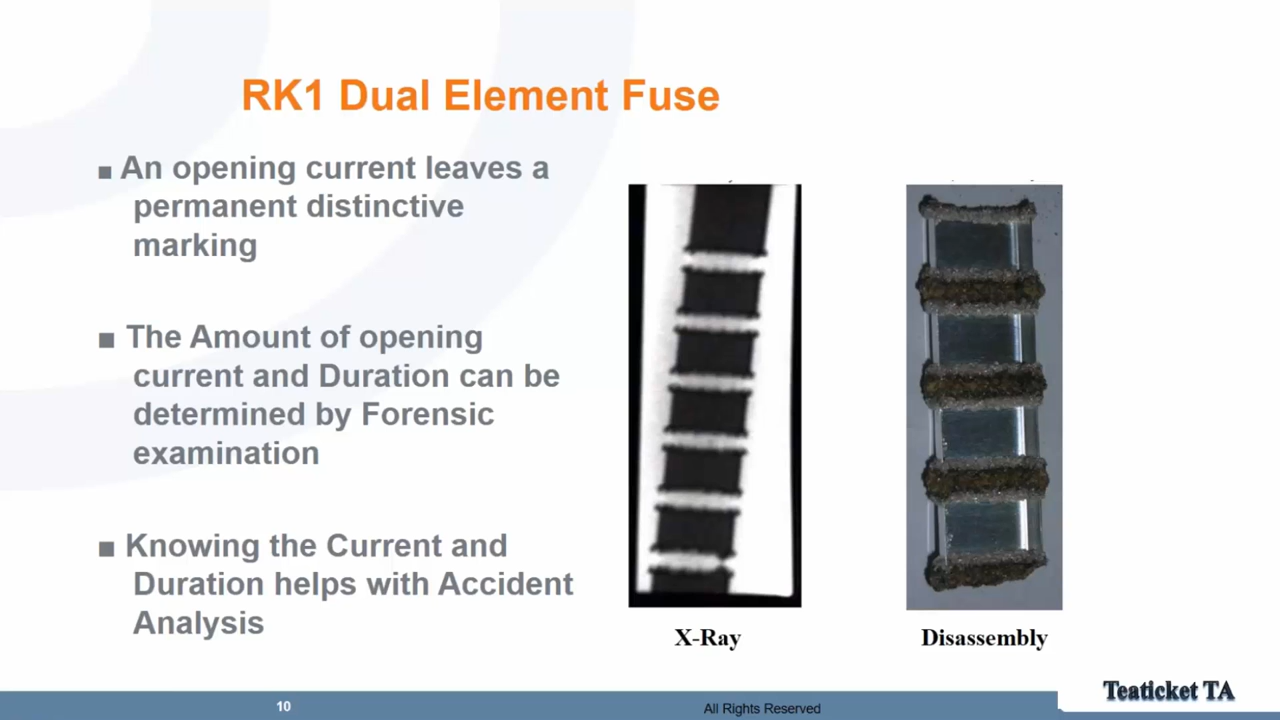 RK1 Dual Element Fuse
■ An opening current leaves a
permanent distinctive
marking
■ The Amount of opening
current and Duration can be
determined by Forensic
examination
■ Knowing the Current and
Duration helps with Accident
Analysis
X-Ray
Disassembly
10
All Rights Reserved
Teaticket TA